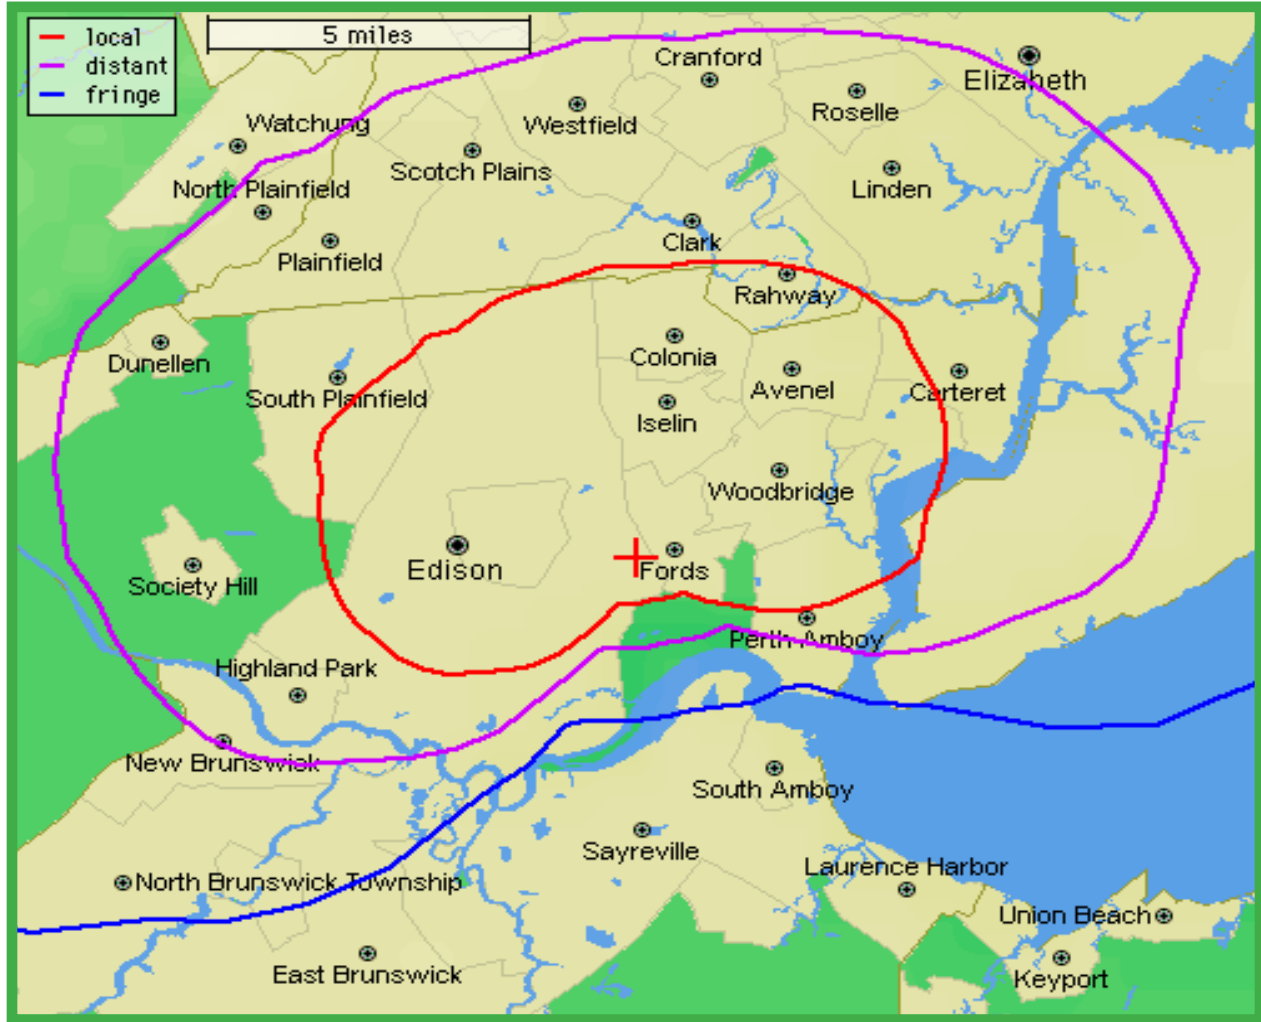 local
distant
fringe
5 miles
Cranford
Elizabeth
Roselle
Westfield
Watchung
Scotch Plains
North Plainfield
Linden
Clark
Plainfield
Rahway
Colonia
Dunellen
Avenel
Carteret
South Plainfield
Iselin
Woodbridge
Edison
Fords
Society Hill
Perth Amboy
Highland Park
New Brunswick
South Amboy
Sayreville
Laurence Harbor
North Brunswick Township
Union Beach
East Brunswick
Keyport